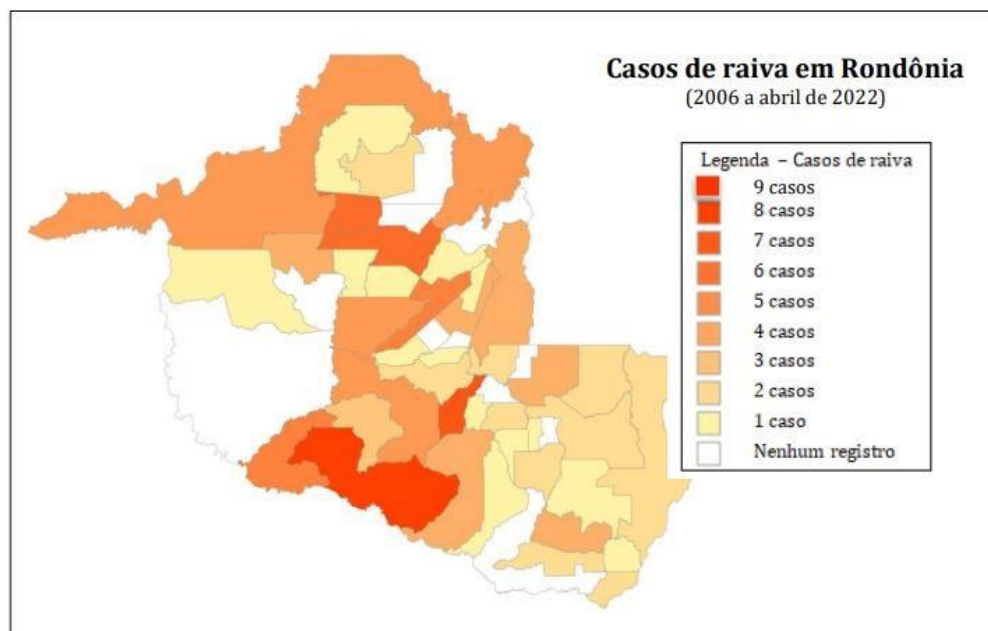 Casos de raiva em Rondônia
(2006 a abril de 2022)
Legenda – Casos de raiva
9 casos
8 casos
7 casos
6 casos
5 casos
4 casos
3 casos
2 casos
1 caso
Nenhum registro